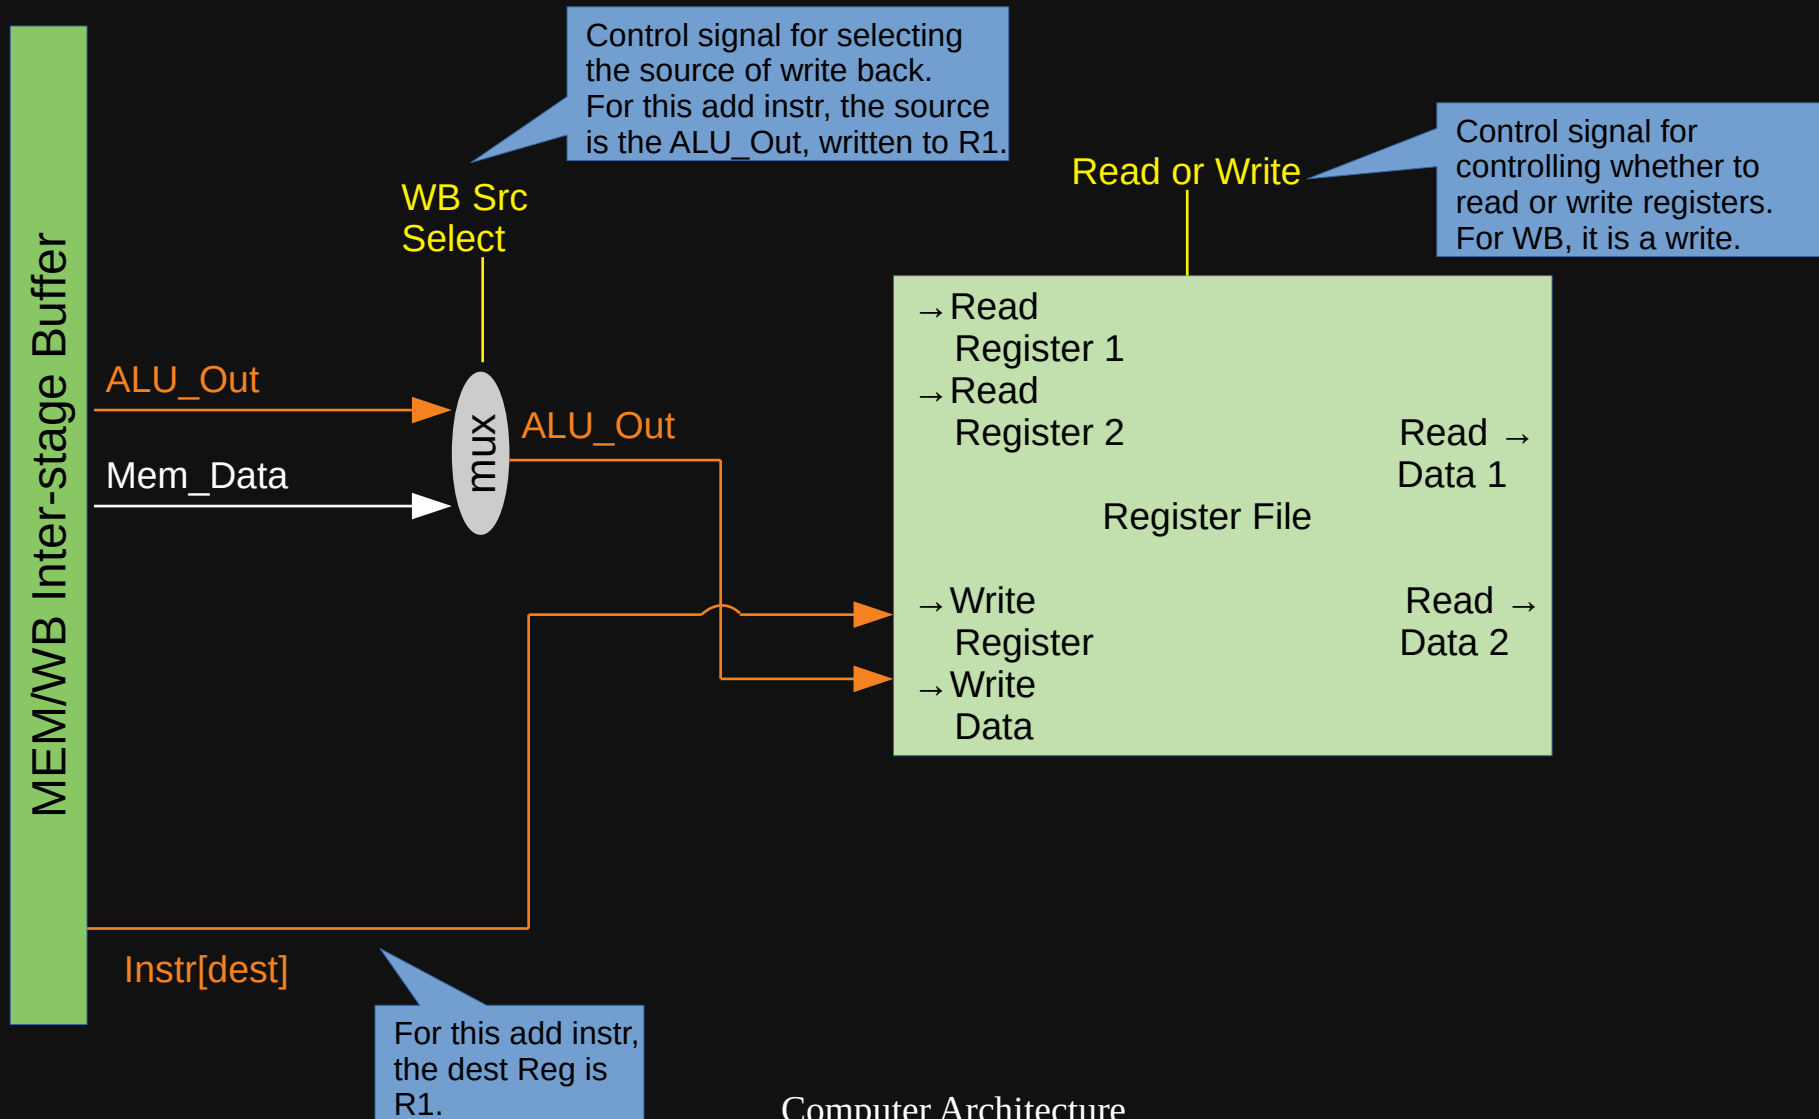 Control signal for selecting
the source of write back.
For this add instr, the source
is the ALU_Out, written to R1.
Control signal for
controlling whether to
read or write registers.
For WB, it is a write.
Read or Write
WB Src
Select
MEM/WB Inter-stage Buffer
ALU_Out
Mem_Data
mux
ALU_Out
→Read
Register 1
→Read
Register 2
Read →
Data 1
Register File
→Write
Register
Read →
Data 2
→Write
Data
Instr[dest]
For this add instr,
the dest Reg is
R1.
Computer Architecture